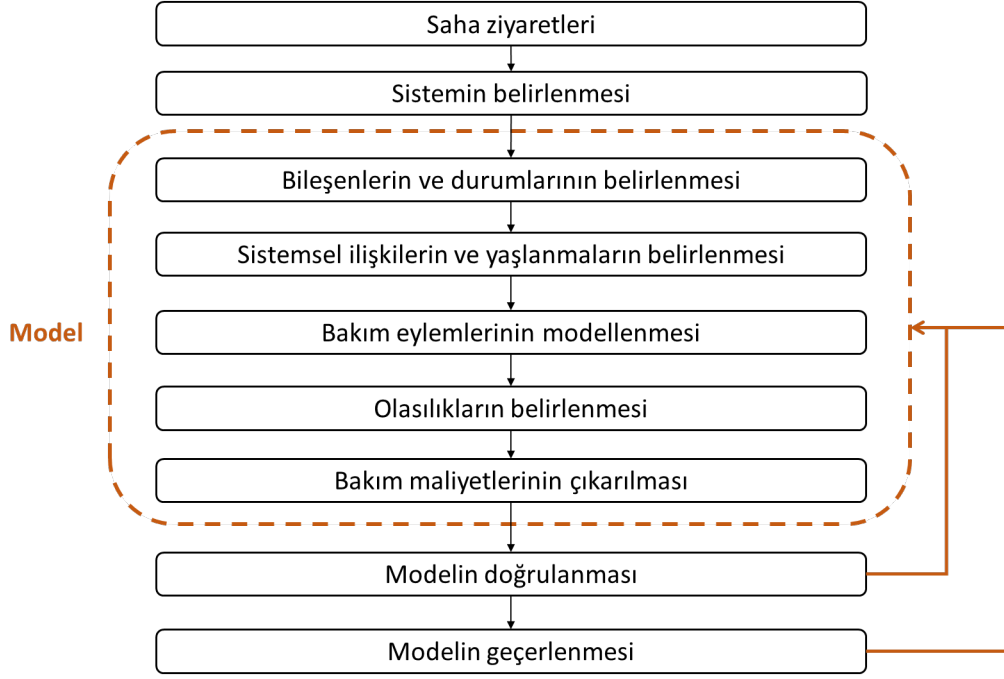 Saha ziyaretleri
Sistemin belirlenmesi
Bileşenlerin ve durumlarının belirlenmesi
Sistemsel ilişkilerin ve yaşlanmaların belirlenmesi
Model
Bakım eylemlerinin modellenmesi
Olasılıkların belirlenmesi
Bakım maliyetlerinin çıkarılması
Modelin doğrulanması
Modelin geçerlenmesi